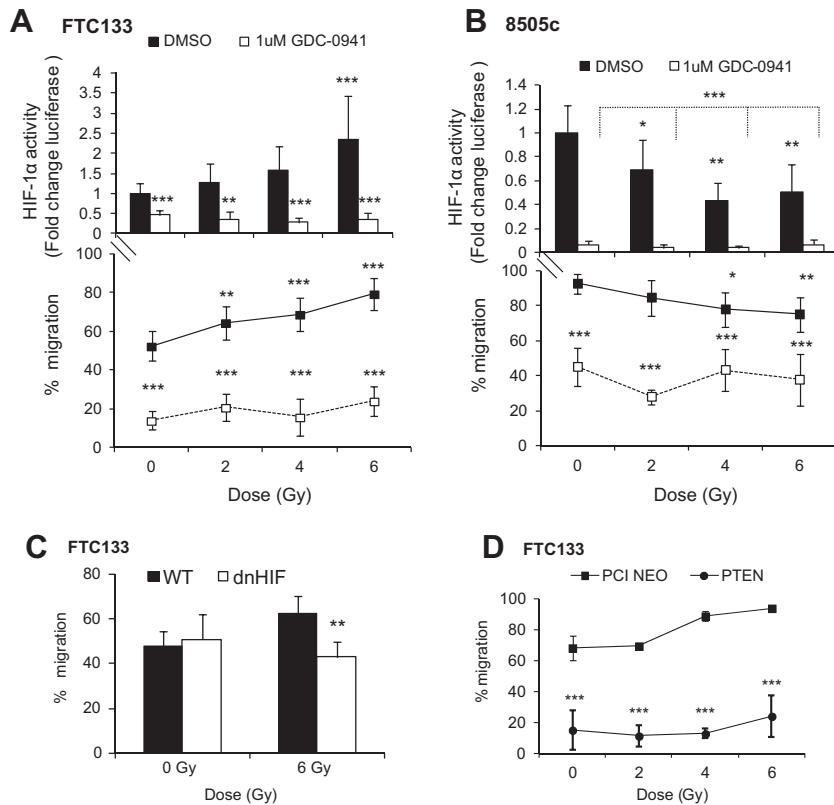 A FTC133
DMSO 1uM GDC-0941
HIF-1α activity
(Fold change luciferase )
4
3.5
3
2.5
2
1.5
1
0.5
0
***
** *** ***
***
100
80
60
40
20
0
% migration
** *** ***
*** *** *** ***
0 2 4 6
Dose (Gy)
B 8505c
DMSO 1uM GDC-0941
HIF-1α activity
(Fold change luciferase)
1.4
1.2
1
0.8
0.6
0.4
0.2
0
***
*
** **
100
80
60
40
20
0
% migration
* **
*** *** *** ***
0 2 4 6
Dose (Gy)
C FTC133
WT dnHIF
80
60
40
20
0
% migration
**
0 Gy 6 Gy
Dose (Gy)
D FTC133
PCI NEO PTEN
100
80
60
40
20
0
% migration
*** *** *** ***
0 2 4 6
Dose (Gy)